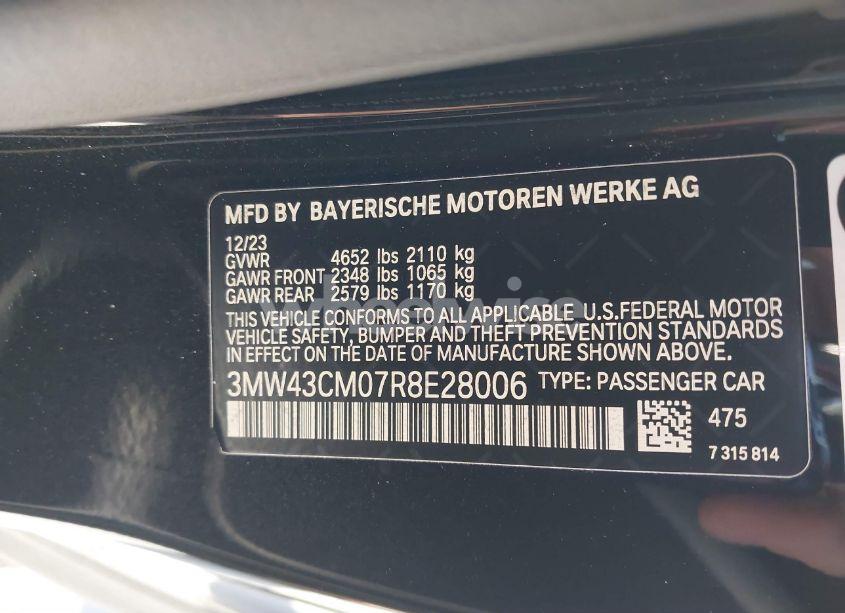 MFD BY BAYERISCHE MOTOREN WERKE AG
12/23
GVWR 4652 lbs 2110 kg
GAWR FRONT 2348 lbs 1065 kg
GAWR REAR 2579 lbs 1170 kg
THIS VEHICLE CONFORMS TO ALL APPLICABLE U.S.FEDERAL MOTOR
VEHICLE SAFETY, BUMPER AND THEFT PREVENTION STANDARDS
IN EFFECT ON THE DATE OF MANUFACTURE SHOWN ABOVE.
3MW43CM07R8E28006 TYPE: PASSENGER CAR
475
7 315 814